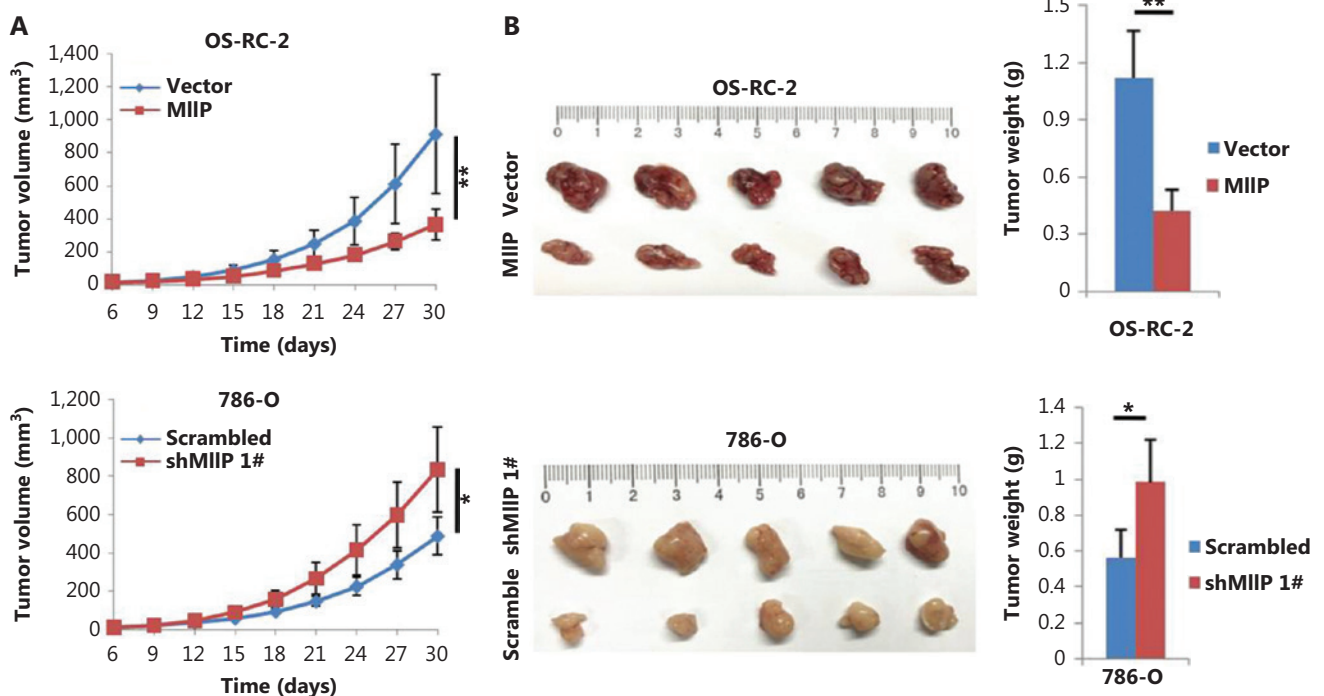 A
OS-RC-2
1,400
1,200
1,000
800
600
400
200
0
Tumor volume (mm³)
Vector
MIIP
**
6 9 12 15 18 21 24 27 30
Time (days)
B
OS-RC-2
0 1 2 3 4 5 6 7 8 9 10
Vector
MIIP
1.5
1.2
0.9
0.6
0.3
0
Tumor weight (g)
**
Vector
MIIP
OS-RC-2
786-O
1,200
1,000
800
600
400
200
0
Tumor volume (mm³)
Scrambled
shMIIP 1#
*
6 9 12 15 18 21 24 27 30
Time (days)
786-O
0 1 2 3 4 5 6 7 8 9 10
shMIIP 1#
Scramble
1.4
1.2
1
0.8
0.6
0.4
0.2
0
Tumor weight (g)
*
Scrambled
shMIIP 1#
786-O